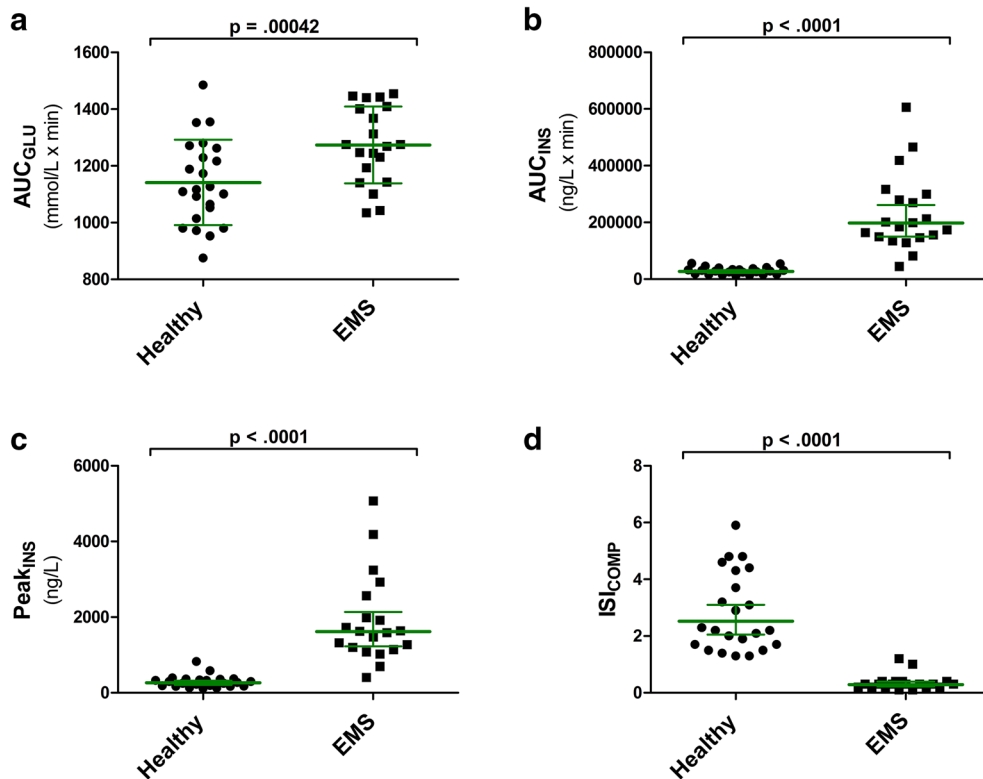 a
p = .00042
AUCGLU
(mmol/L x min)
1600
1400
1200
1000
800
Healthy
EMS
b
p < .0001
AUCINS
(ng/L x min)
800000
600000
400000
200000
0
Healthy
EMS
c
p < .0001
PeakINS
(ng/L)
6000
4000
2000
0
Healthy
EMS
d
p < .0001
ISICOMP
8
6
4
2
0
Healthy
EMS